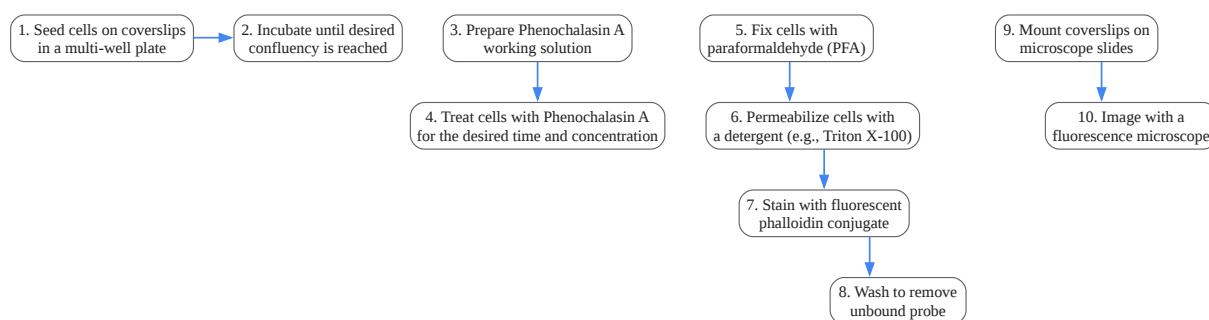 1. Seed cells on coverslips
in a multi-well plate
2. Incubate until desired
confluency is reached
3. Prepare Phenochalasin A
working solution
4. Treat cells with Phenochalasin A
for the desired time and concentration
5. Fix cells with
paraformaldehyde (PFA)
6. Permeabilize cells with
a detergent (e.g., Triton X-100)
7. Stain with fluorescent
phalloidin conjugate
8. Wash to remove
unbound probe
9. Mount coverslips on
microscope slides
10. Image with a
fluorescence microscope